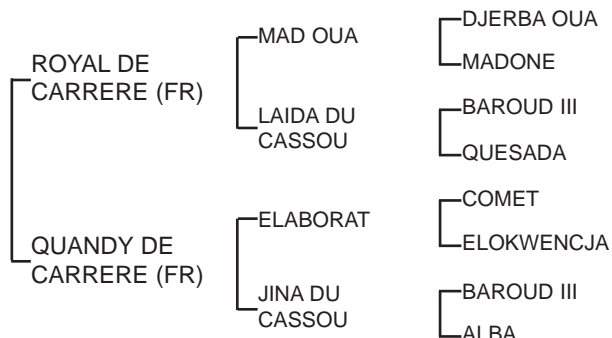 ROYAL DE
CARRERE (FR)
MAD OUA
DJERBA OUA
MADONE
LAIDA DU
CASSOU
BAROUD III
QUESADA
QUANDY DE
CARRERE (FR)
ELABORAT
COMET
ELOKWENCJA
JINA DU
CASSOU
BAROUD III
ALBA